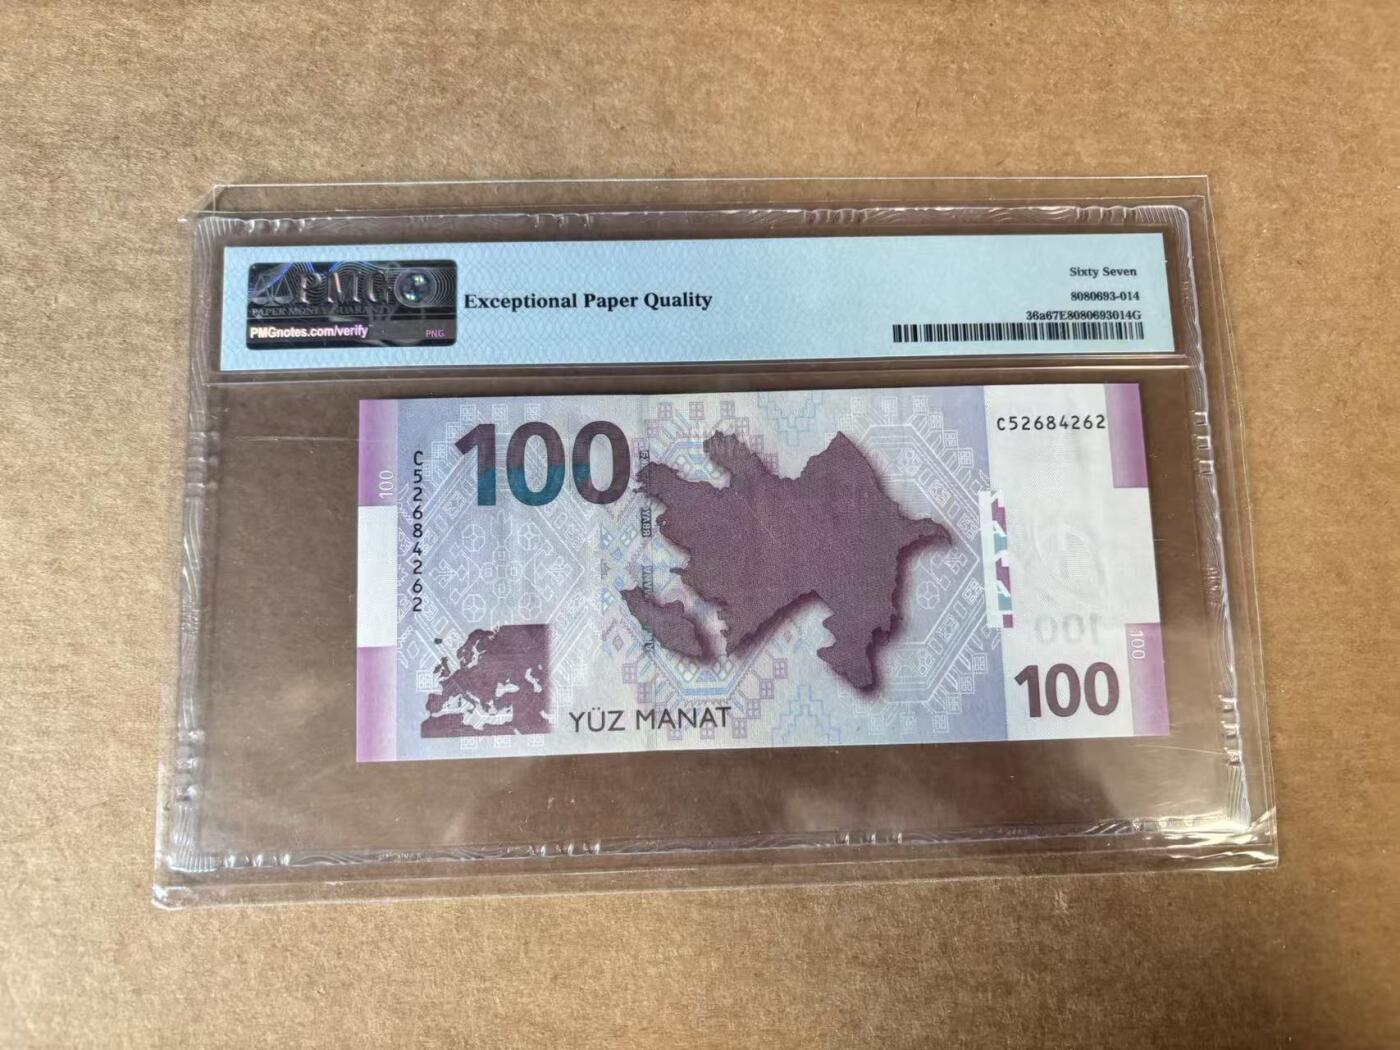 PMG
PAPER MONEY GUARANTY
PMGnotes.com/verify
PNG
Exceptional Paper Quality
Sixty Seven
8080693-014
36a67E8080693014G
100
C52684262
100
C52684262
100
100
100
YÜZ MANAT